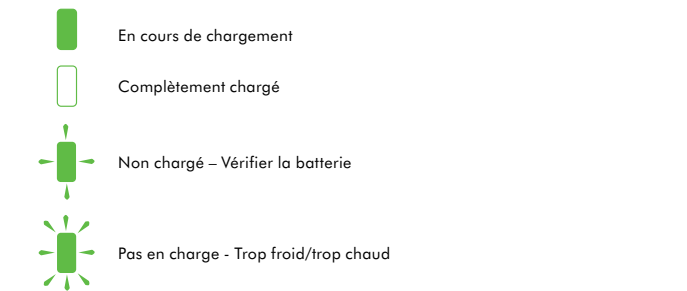 En cours de chargement
Complètement chargé
Non chargé – Vérifier la batterie
Pas en charge - Trop froid/trop chaud